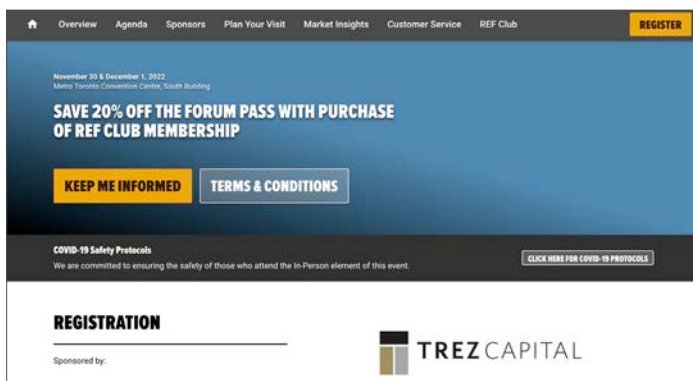 Overview Agenda Sponsors Plan Your Visit Market Insights Customer Service REF Club REGISTER
November 30 & December 1, 2022
Metro Toronto Convention Centre, South Building
SAVE 20% OFF THE FORUM PASS WITH PURCHASE
OF REF CLUB MEMBERSHIP
KEEP ME INFORMED TERMS & CONDITIONS
COVID-19 Safety Protocols
We are committed to ensuring the safety of those who attend the In-Person element of this event.
CLICK HERE FOR COVID-19 PROTOCOLS
REGISTRATION
Sponsored by:
TREZ CAPITAL